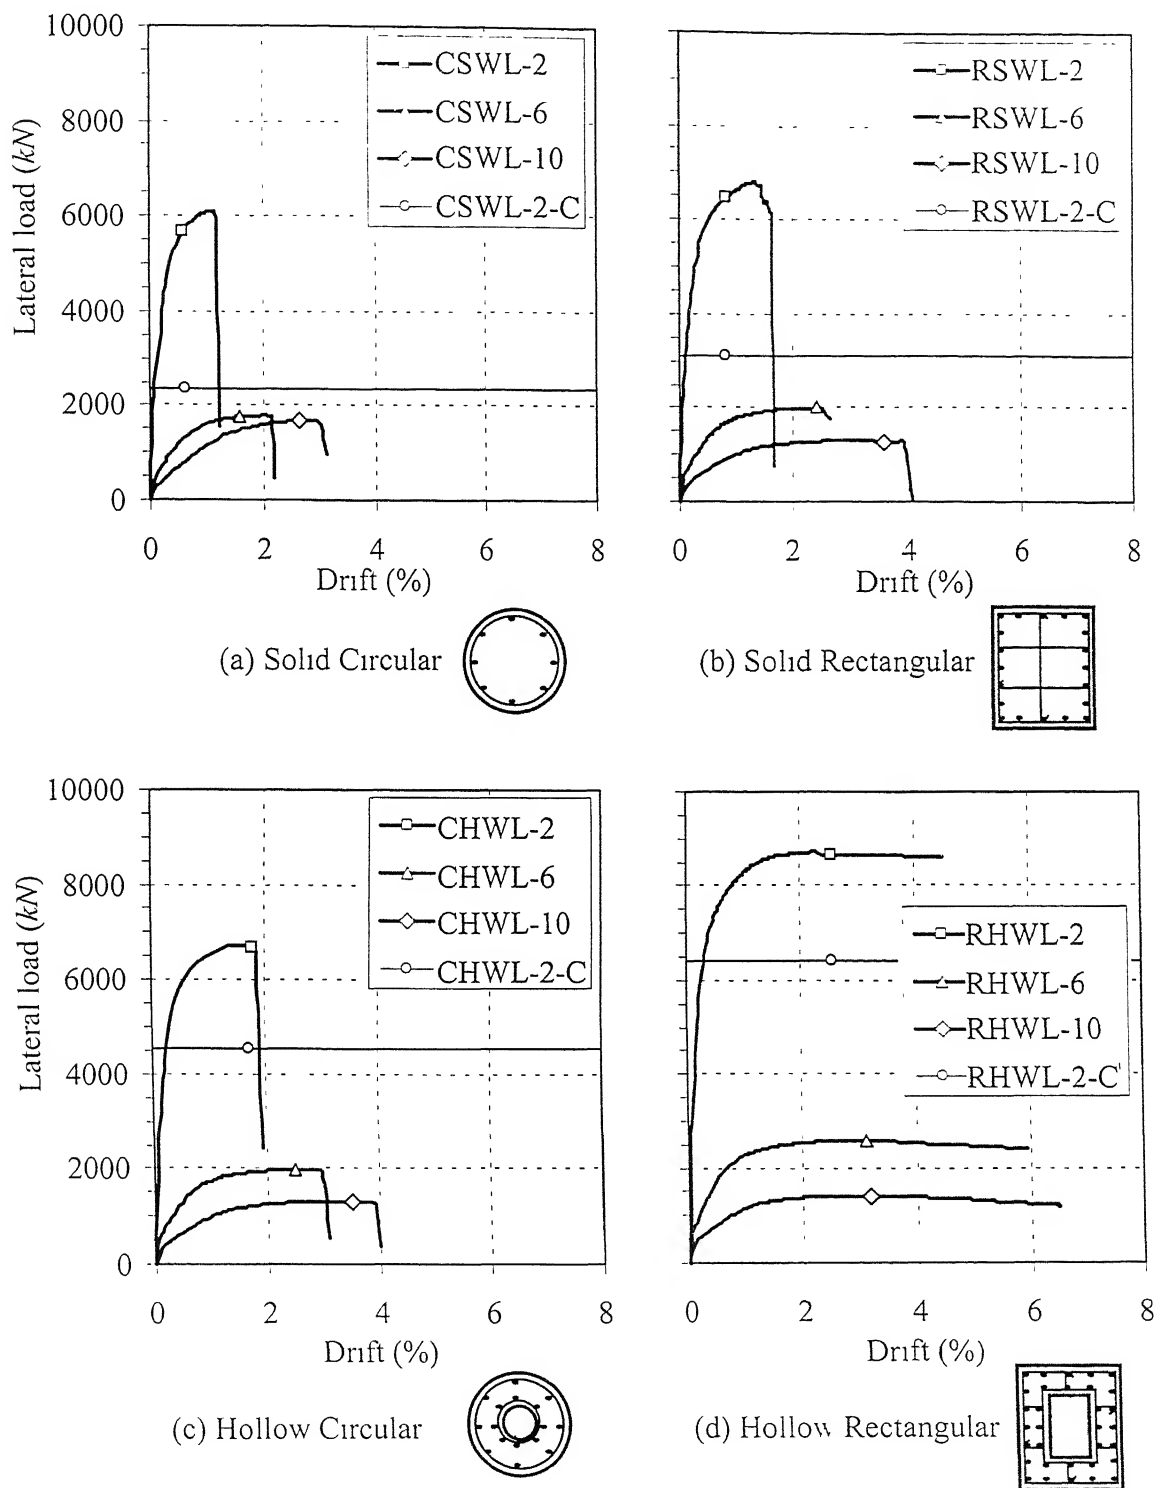 10000
8000
6000
4000
2000
0
Lateral load (kN)
CSWL-2
CSWL-6
CSWL-10
CSWL-2-C
0 2 4 6 8
Drift (%)
(a) Solid Circular
RSWL-2
RSWL-6
RSWL-10
RSWL-2-C
0 2 4 6 8
Drift (%)
(b) Solid Rectangular
10000
8000
6000
4000
2000
0
Lateral load (kN)
CHWL-2
CHWL-6
CHWL-10
CHWL-2-C
0 2 4 6 8
Drift (%)
(c) Hollow Circular
RHWL-2
RHWL-6
RHWL-10
RHWL-2-C
0 2 4 6 8
Drift (%)
(d) Hollow Rectangular